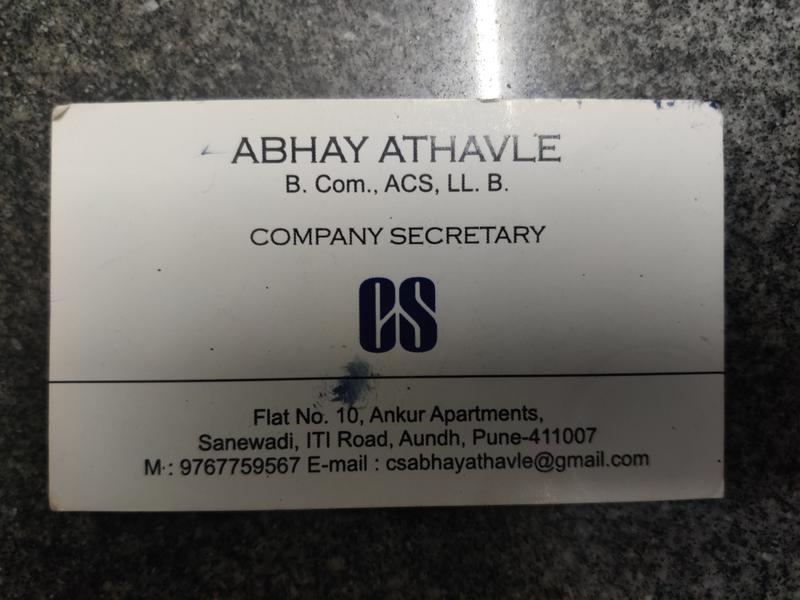 ABHAY ATHAVLE
B. Com., ACS, LL. B.
COMPANY SECRETARY
CS
Flat No. 10, Ankur Apartments,
Sanewadi, ITI Road, Aundh, Pune-411007
M : 9767759567 E-mail : csabhayathavle@gmail.com